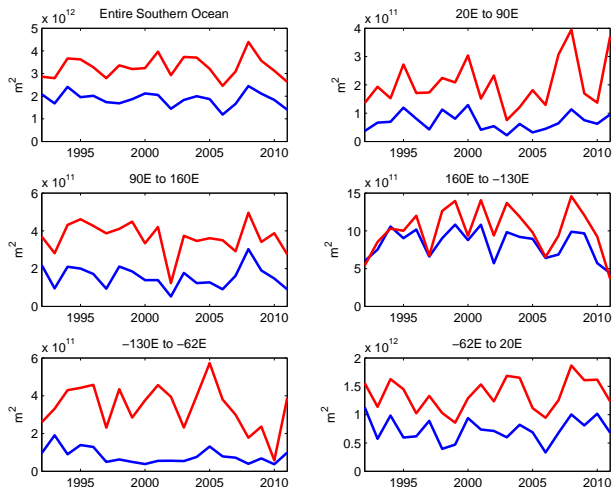 Entire Southern Ocean
x 10^12
5
4
3
2
1
0
m^2
1995 2000 2005 2010
20E to 90E
x 10^11
4
3
2
1
0
m^2
1995 2000 2005 2010
90E to 160E
x 10^11
6
4
2
0
m^2
1995 2000 2005 2010
160E to −130E
x 10^11
15
10
5
0
m^2
1995 2000 2005 2010
−130E to −62E
x 10^11
6
4
2
0
m^2
1995 2000 2005 2010
−62E to 20E
x 10^12
2
1.5
1
0.5
0
m^2
1995 2000 2005 2010